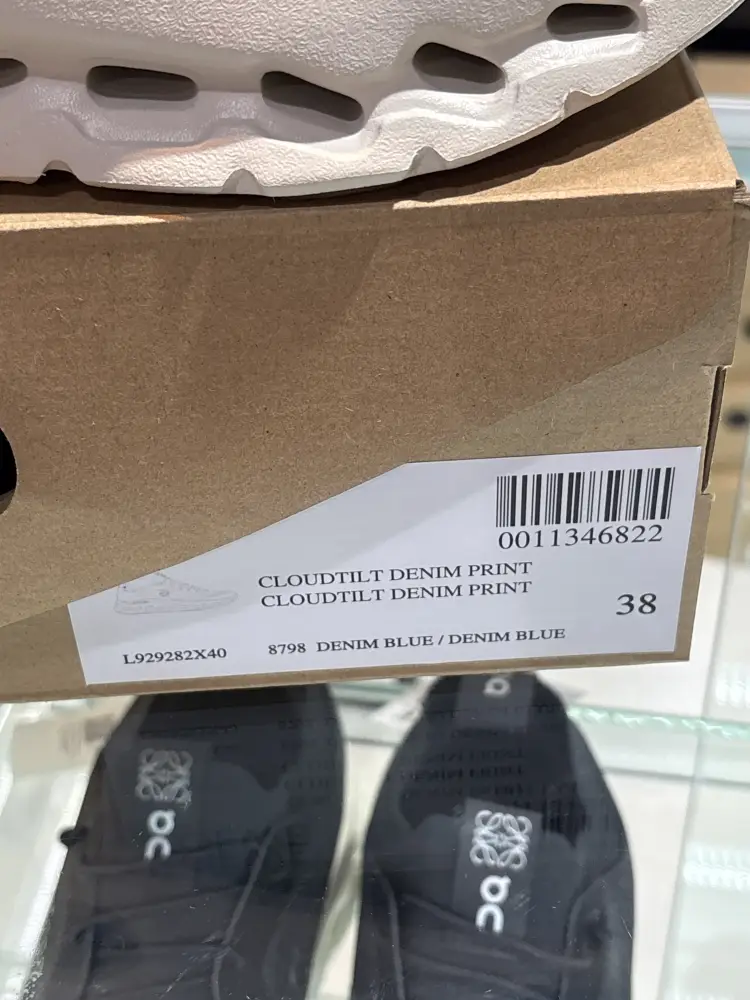 0011346822
CLOUDTILT DENIM PRINT
CLOUDTILT DENIM PRINT
38
L929282X40
8798 DENIM BLUE / DENIM BLUE